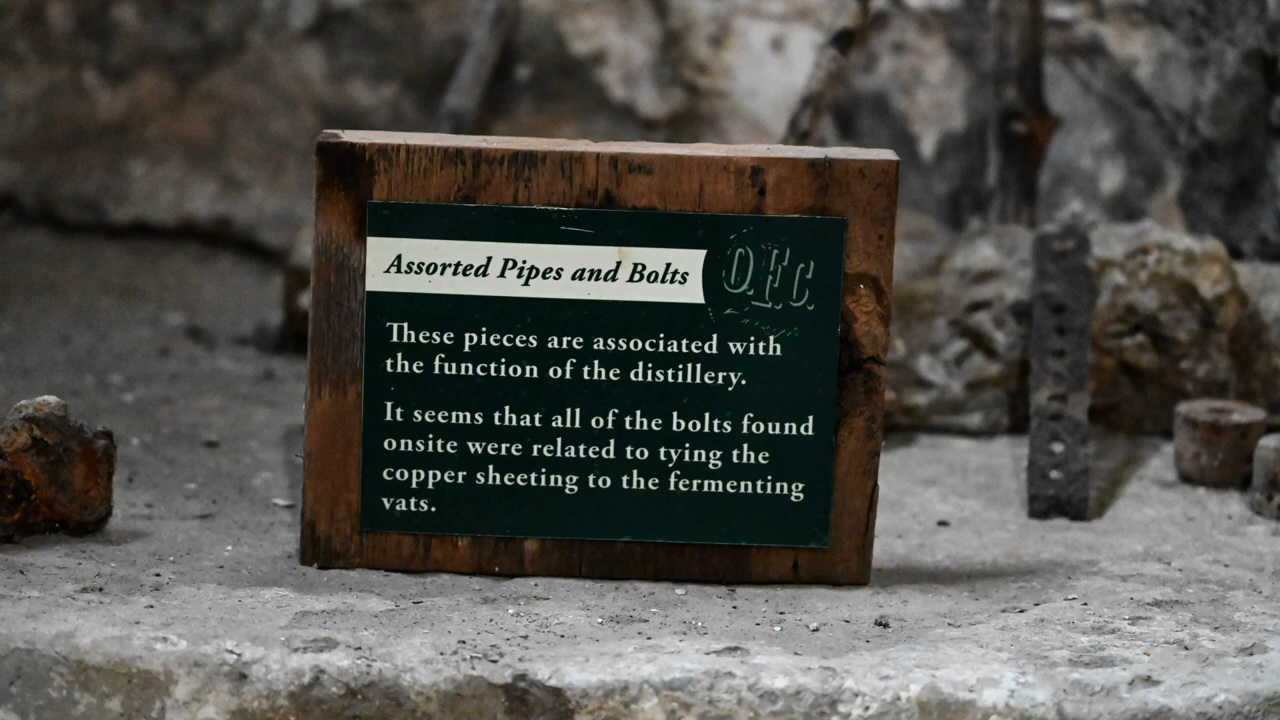 Assorted Pipes and Bolts
OFC
These pieces are associated with
the function of the distillery.
It seems that all of the bolts found
onsite were related to tying the
copper sheeting to the fermenting
vats.